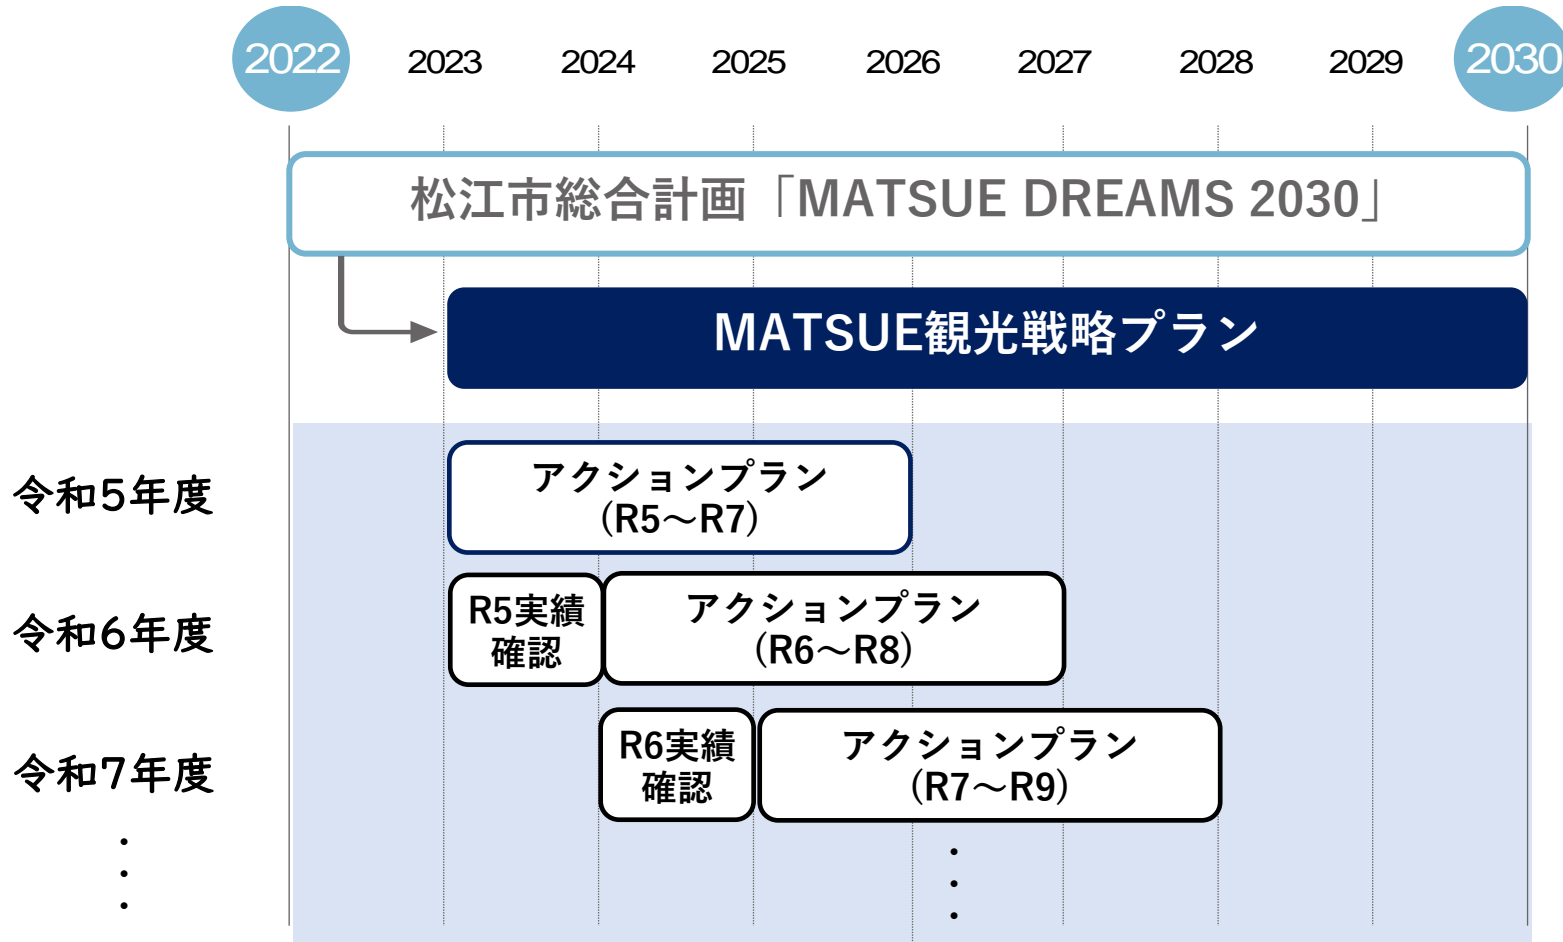 2022 2023 2024 2025 2026 2027 2028 2029 2030
松江市総合計画「MATSUE DREAMS 2030」
MATSUE観光戦略プラン
令和5年度
アクションプラン
(R5～R7)
令和6年度
R5実績
確認
アクションプラン
(R6～R8)
令和7年度
R6実績
確認
アクションプラン
(R7～R9)
・
・
・
・
・
・